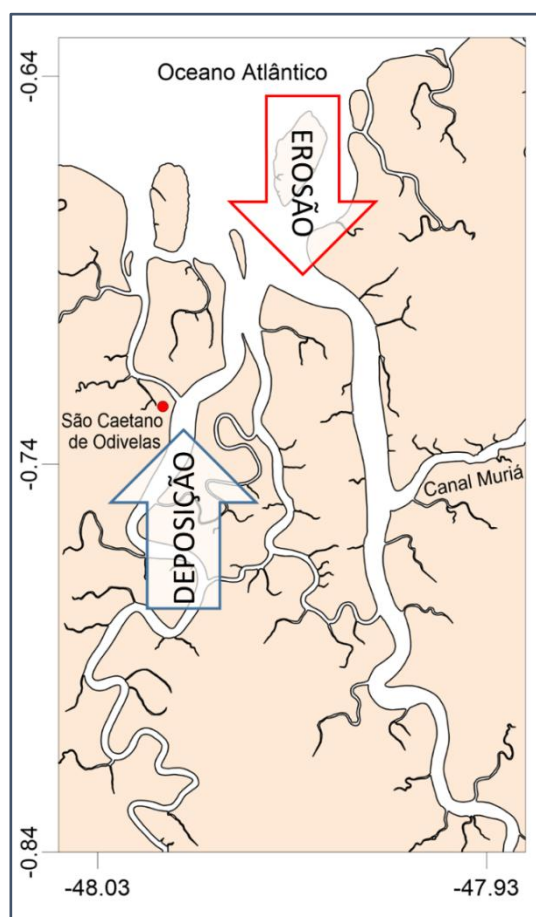 Oceano Atlântico
-0.64
EROSÃO
São Caetano
de Odivelas
-0.74
Canal Muriá
DEPOSIÇÃO
-0.84
-48.03
-47.93